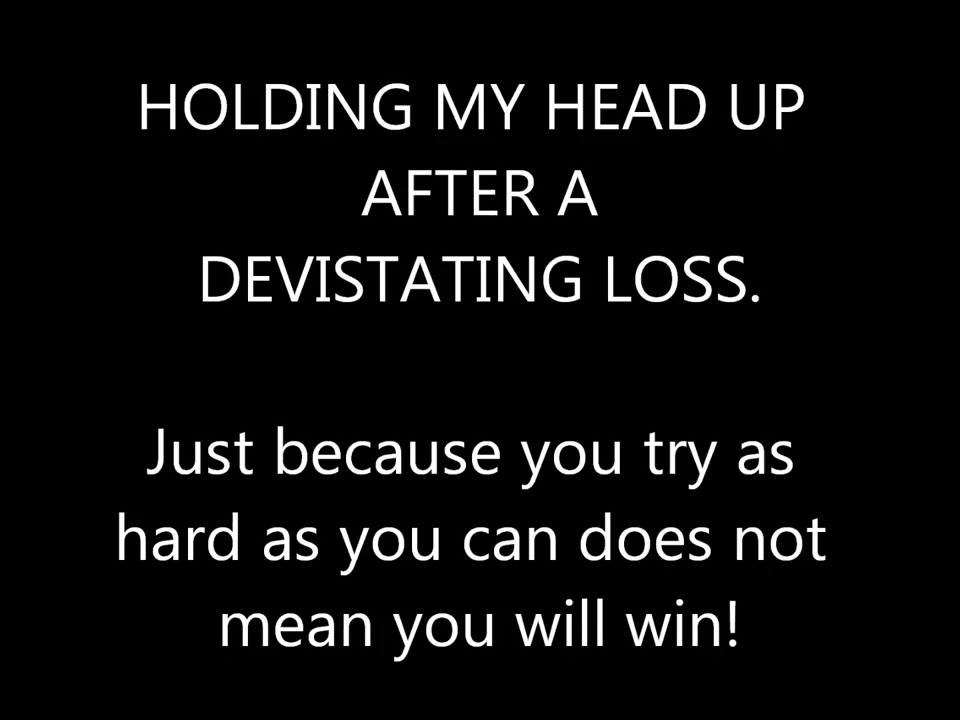 HOLDING MY HEAD UP
AFTER A
DEVISTATING LOSS.
Just because you try as
hard as you can does not
mean you will win!